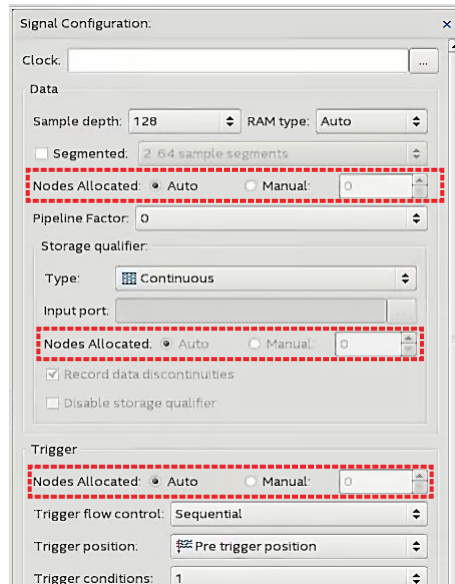 Signal Configuration:
Clock:
...
Data
Sample depth: 128 RAM type: Auto
Segmented: 2 64 sample segments
Nodes Allocated: Auto Manual: 0
Pipeline Factor: 0
Storage qualifier:
Type: Continuous
Input port:
...
Nodes Allocated: Auto Manual: 0
Record data discontinuities
Disable storage qualifier
Trigger
Nodes Allocated: Auto Manual: 0
Trigger flow control: Sequential
Trigger position: Pre trigger position
Trigger conditions: 1